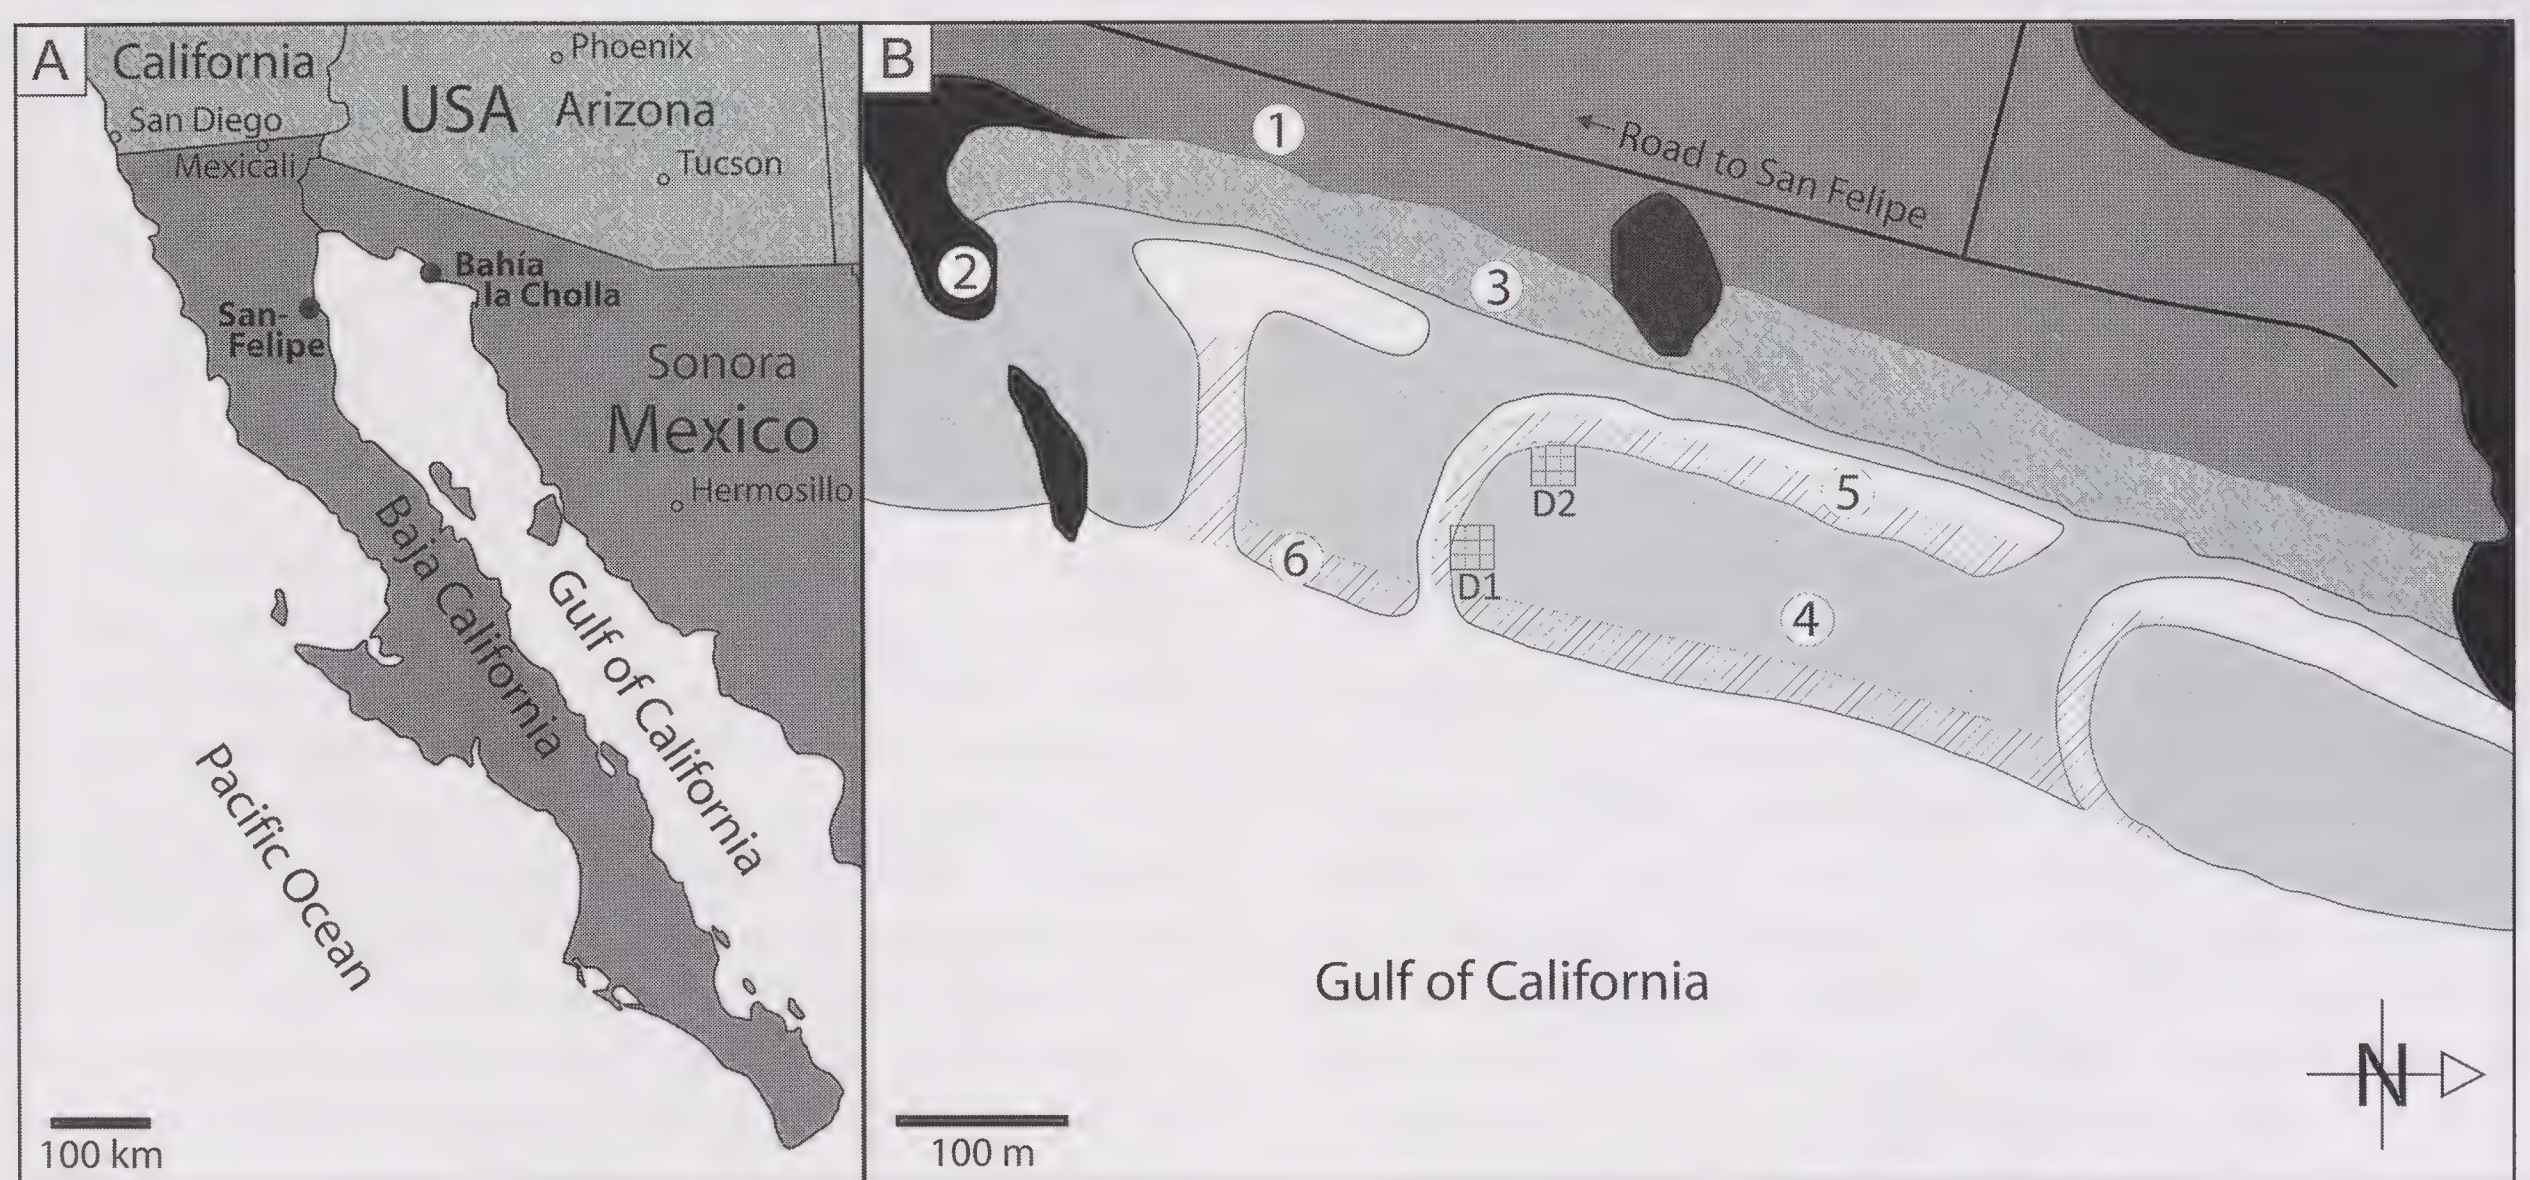 A
California
Phoenix
USA
Arizona
San Diego
Mexicali
Tucson
Bahía
la Cholla
San-
Felipe
Sonora
Mexico
Hermosillo
Baja California
Gulf of California
Pacific Ocean
100 km
B
1
Road to San Felipe
2
3
D2
5
6
D1
4
Gulf of California
N
100 m